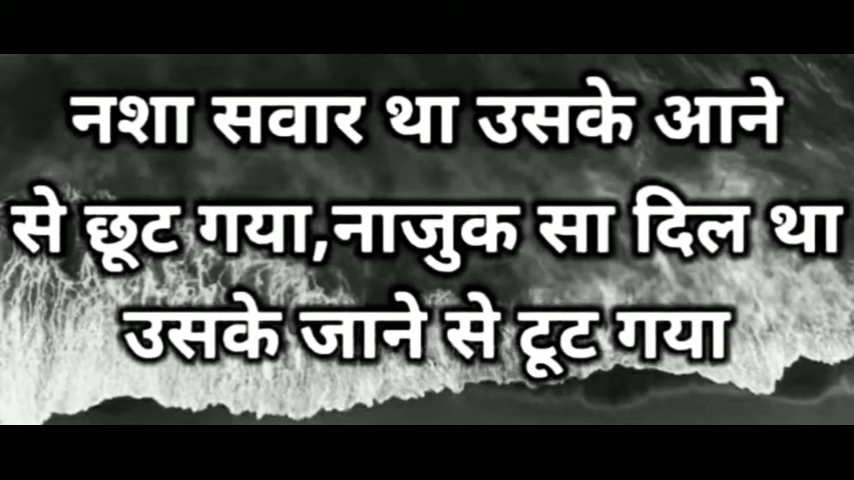 नशा सवार था उसके आने
से छूट गया,नाजुक सा दिल था
उसके जाने से टूट गया